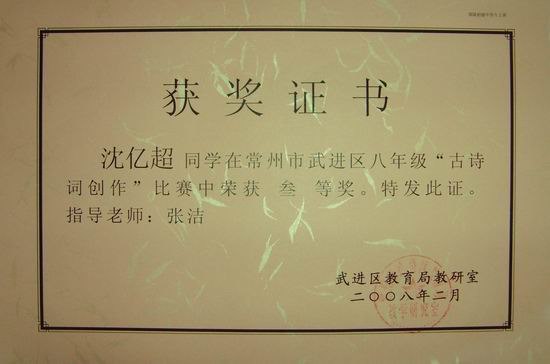 获奖证书
沈亿超 同学在常州市武进区八年级“古诗
词创作”比赛中荣获 叁 等奖。特发此证。
指导老师：张洁
武进区教育局教研室
二〇〇八年二月